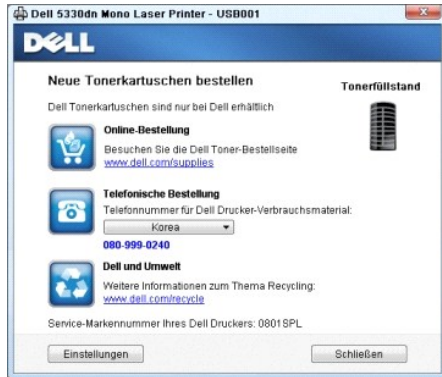 Dell 5330dn Mono Laser Printer - USB001
DELL
Neue Tonerkartuschen bestellen
Tonerfüllstand
Dell Tonerkartuschen sind nur bei Dell erhältlich
Online-Bestellung
Besuchen Sie die Dell Toner-Bestellseite
www.dell.com/supplies
Telefonische Bestellung
Telefonnummer für Dell Drucker-Verbrauchsmaterial:
Korea
080-999-0240
Dell und Umwelt
Weitere Informationen zum Thema Recycling:
www.dell.com/recycle
Service-Markennummer Ihres Dell Druckers: 0801SPL
Einstellungen
Schließen